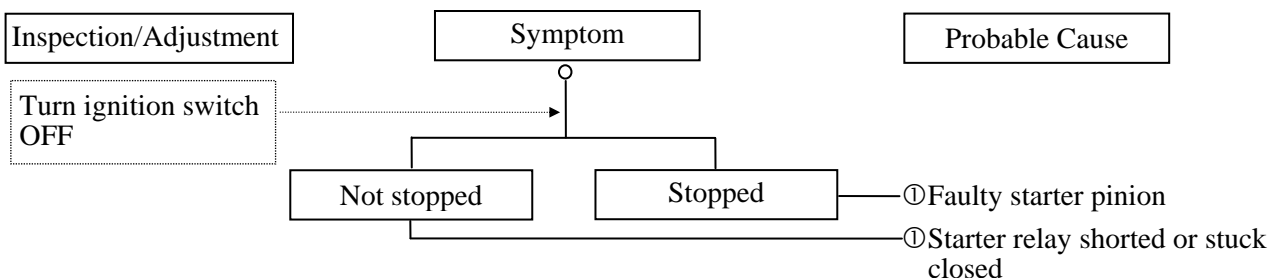 Inspection/Adjustment
Symptom
Probable Cause
Turn ignition switch
OFF
Not stopped
Stopped
①Faulty starter pinion
①Starter relay shorted or stuck
closed